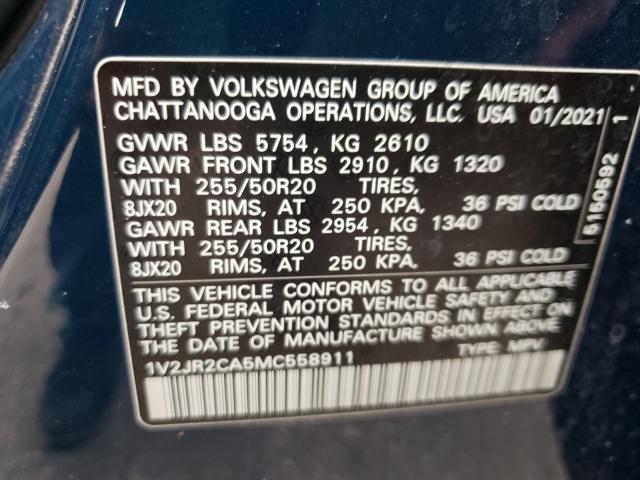 MFD BY VOLKSWAGEN GROUP OF AMERICA
CHATTANOOGA OPERATIONS, LLC. USA 01/2021
GVWR LBS 5754, KG 2610
GAWR FRONT LBS 2910, KG 1320
WITH 255/50R20 TIRES,
8JX20 RIMS, AT 250 KPA, 36 PSI COLD
GAWR REAR LBS 2954, KG 1340
WITH 255/50R20 TIRES,
8JX20 RIMS, AT 250 KPA, 36 PSI COLD
THIS VEHICLE CONFORMS TO ALL APPLICABLE
U.S. FEDERAL MOTOR VEHICLE SAFETY AND
THEFT PREVENTION STANDARDS IN EFFECT ON
THE DATE OF MANUFACTURE SHOWN ABOVE.
1V2JR2CA5MC558911 TYPE: MPV
5150592 1